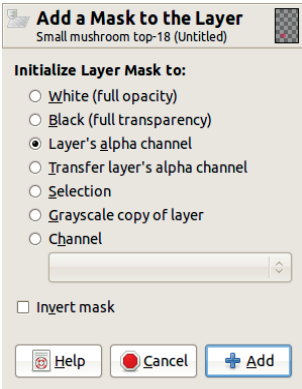 Add a Mask to the Layer
Small mushroom top-18 (Untitled)
Initialize Layer Mask to:
White (full opacity)
Black (full transparency)
Layer's alpha channel
Transfer layer's alpha channel
Selection
Grayscale copy of layer
Channel
Invert mask
Help Cancel Add